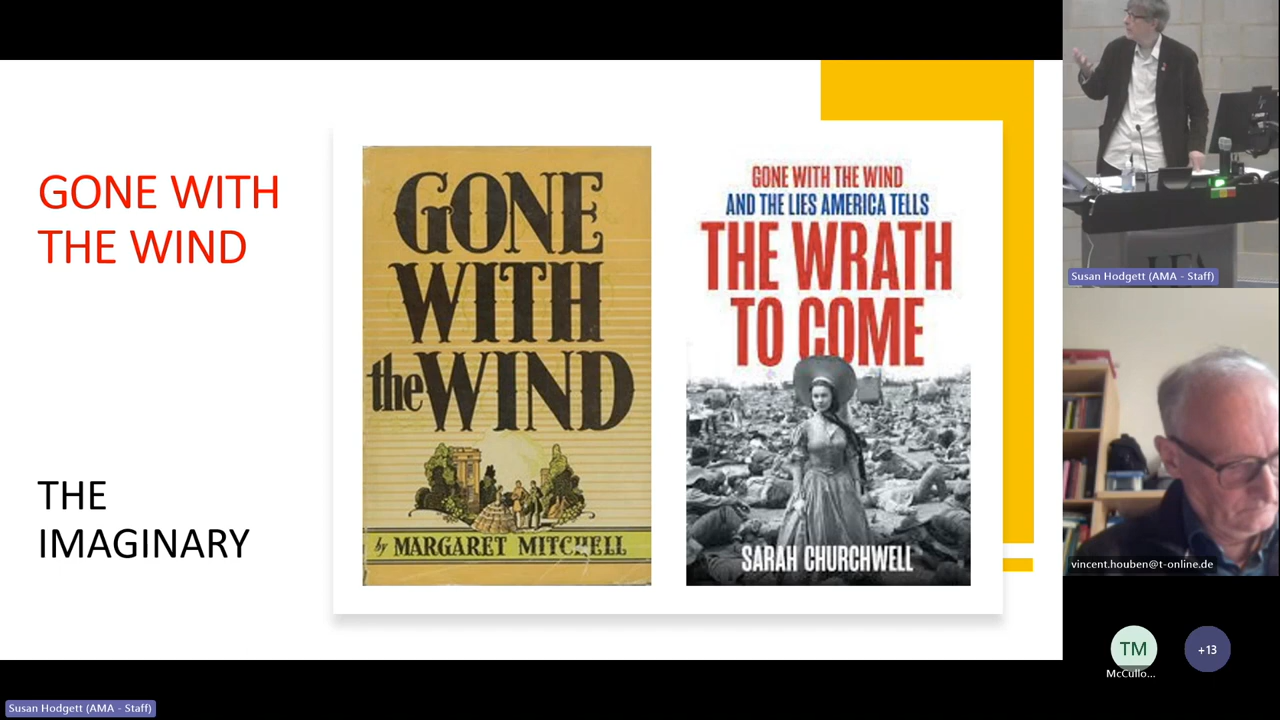 GONE WITH
THE WIND
THE
IMAGINARY
GONE
WITH
the WIND
by MARGARET MITCHELL
GONE WITH THE WIND
AND THE LIES AMERICA TELLS
THE WRATH
TO COME
SARAH CHURCHWELL
Susan Hodgett (AMA - Staff)
vincent.houben@t-online.de
TM
McCullo...
+13
Susan Hodgett (AMA - Staff)